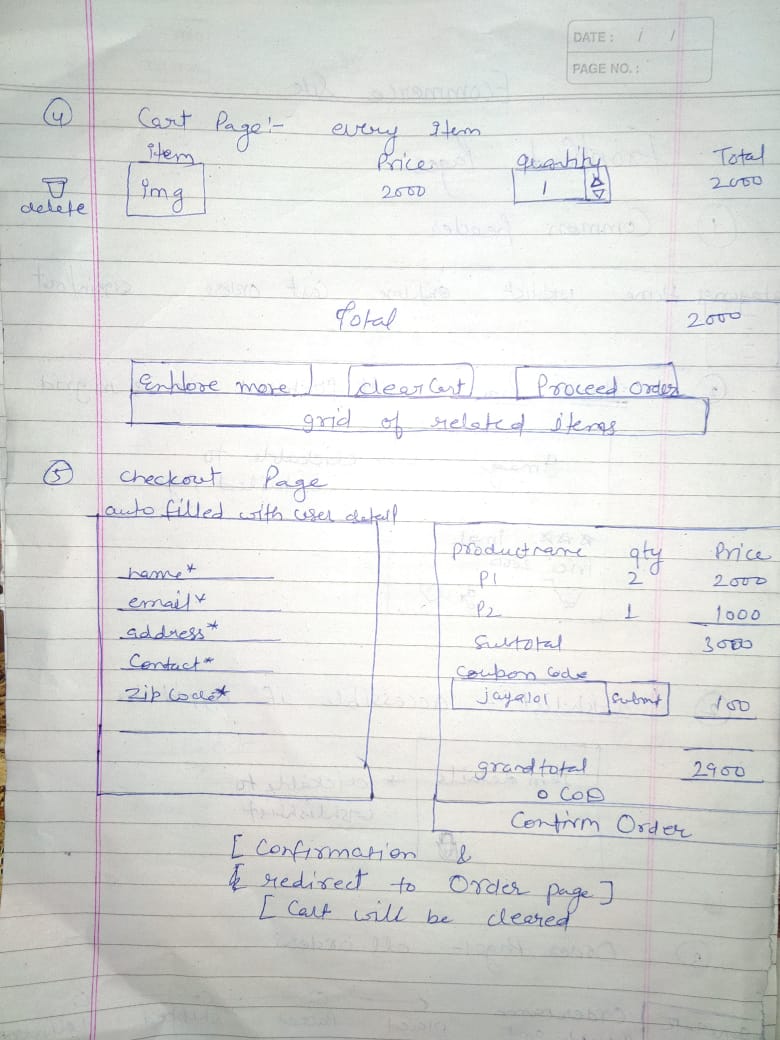 DATE: / /
PAGE NO.:
④ Cart Page:- every Item
item Price quantity Total
delete img 2000 1 2000
Total 2000
Explore more clear Cart Proceed Order
grid of related items
⑤ checkout Page
auto filled with user detail
productname qty Price
name* P1 2 2000
email* P2 1 1000
address* Subtotal 3000
Contact* Coupon Code
Zip Code* jaya101 Submit 100
grandtotal 2900
o COD
Confirm Order
[ Confirmation &
[ redirect to Order page ]
[ Cart will be cleared